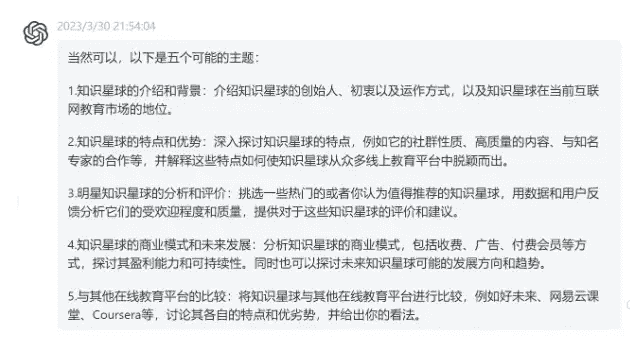 2023/3/30 21:54:04
当然可以，以下是五个可能的主题：
1.知识星球的介绍和背景：介绍知识星球的创始人、初衷以及运作方式，以及知识星球在当前互联
网教育市场的地位。
2.知识星球的特点和优势：深入探讨知识星球的特点，例如它的社群性质、高质量的内容、与知名
专家的合作等，并解释这些特点如何使知识星球从众多线上教育平台中脱颖而出。
3.明星知识星球的分析和评价：挑选一些热门的或者你认为值得推荐的知识星球，用数据和用户反
馈分析它们的受欢迎程度和质量，提供对于这些知识星球的评价和建议。
4.知识星球的商业模式和未来发展：分析知识星球的商业模式，包括收费、广告、付费会员等方
式，探讨其盈利能力和可持续性。同时也可以探讨未来知识星球可能的发展方向和趋势。
5.与其他在线教育平台的比较：将知识星球与其他在线教育平台进行比较，例如好未来、网易云课
堂、Coursera等，讨论其各自的特点和优劣势，并给出你的看法。